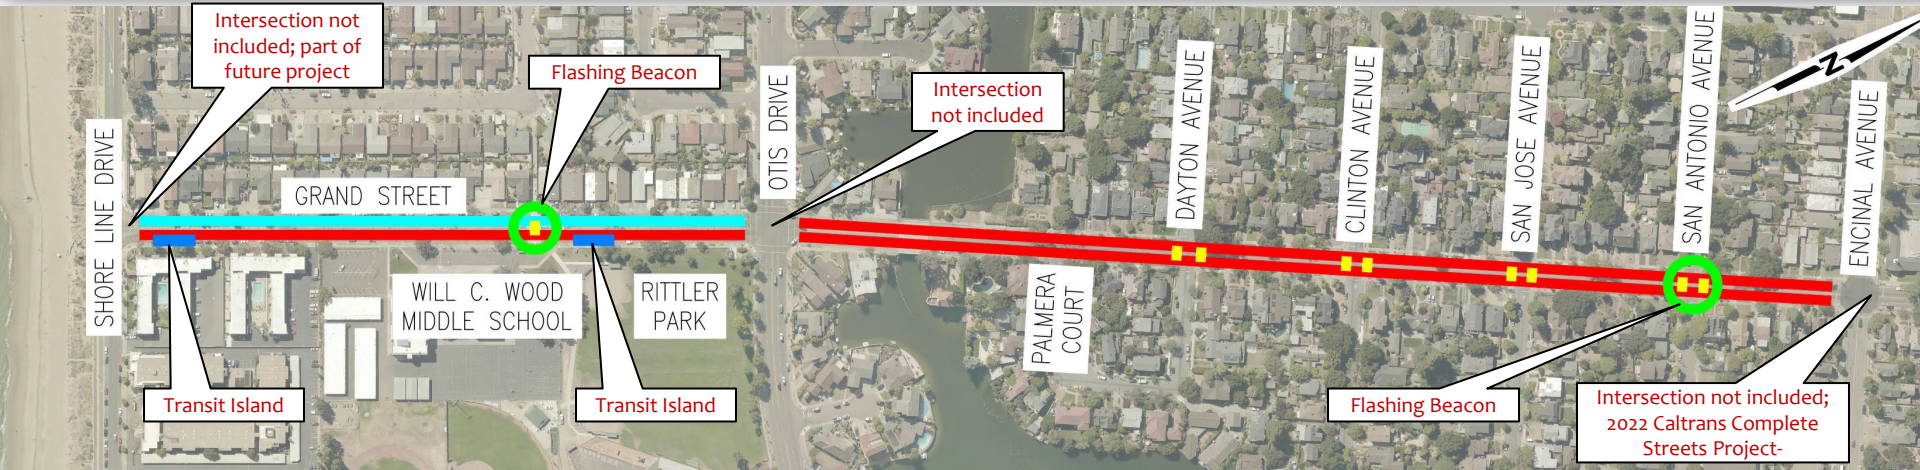 Intersection not
included; part of
future project
Flashing Beacon
Intersection
not included
SHORE LINE DRIVE
GRAND STREET
OTIS DRIVE
DAYTON AVENUE
CLINTON AVENUE
SAN JOSE AVENUE
SAN ANTONIO AVENUE
ENCINAL AVENUE
N
WILL C. WOOD
MIDDLE SCHOOL
RITTLER
PARK
PALMERA
COURT
Transit Island
Transit Island
Flashing Beacon
Intersection not included;
2022 Caltrans Complete
Streets Project-